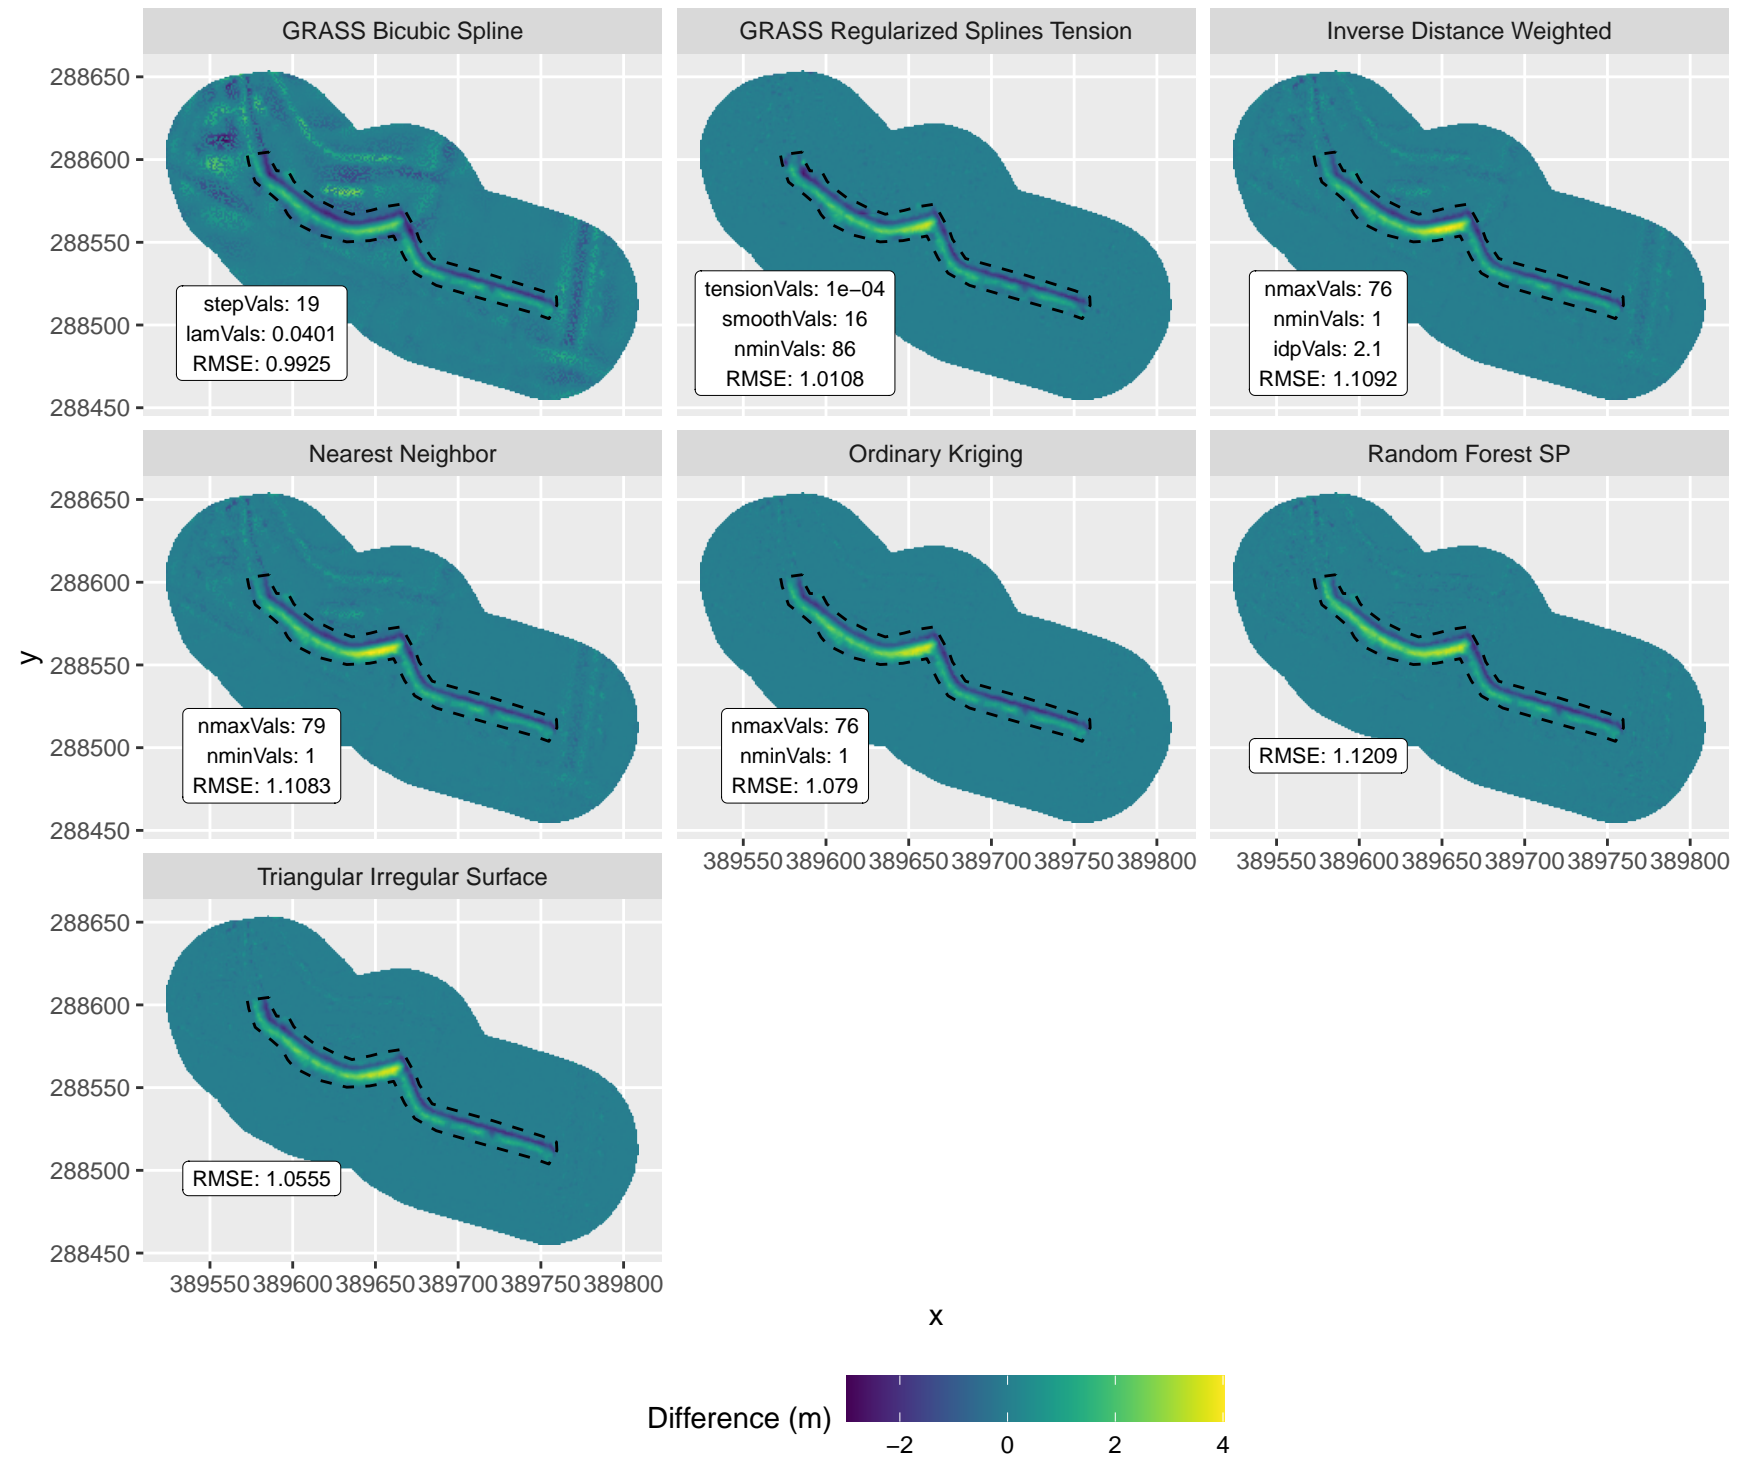 GRASS Bicubic Spline
GRASS Regularized Splines Tension
Inverse Distance Weighted
288650
288600
288550
288500
288450
stepVals: 19
lamVals: 0.0401
RMSE: 0.9925
tensionVals: 1e−04
smoothVals: 16
nminVals: 86
RMSE: 1.0108
nmaxVals: 76
nminVals: 1
idpVals: 2.1
RMSE: 1.1092
Nearest Neighbor
Ordinary Kriging
Random Forest SP
288650
288600
288550
288500
288450
y
nmaxVals: 79
nminVals: 1
RMSE: 1.1083
nmaxVals: 76
nminVals: 1
RMSE: 1.079
RMSE: 1.1209
389550 389600 389650 389700 389750 389800
389550 389600 389650 389700 389750 389800
Triangular Irregular Surface
288650
288600
288550
288500
288450
RMSE: 1.0555
389550 389600 389650 389700 389750 389800
x
Difference (m)
−2 0 2 4